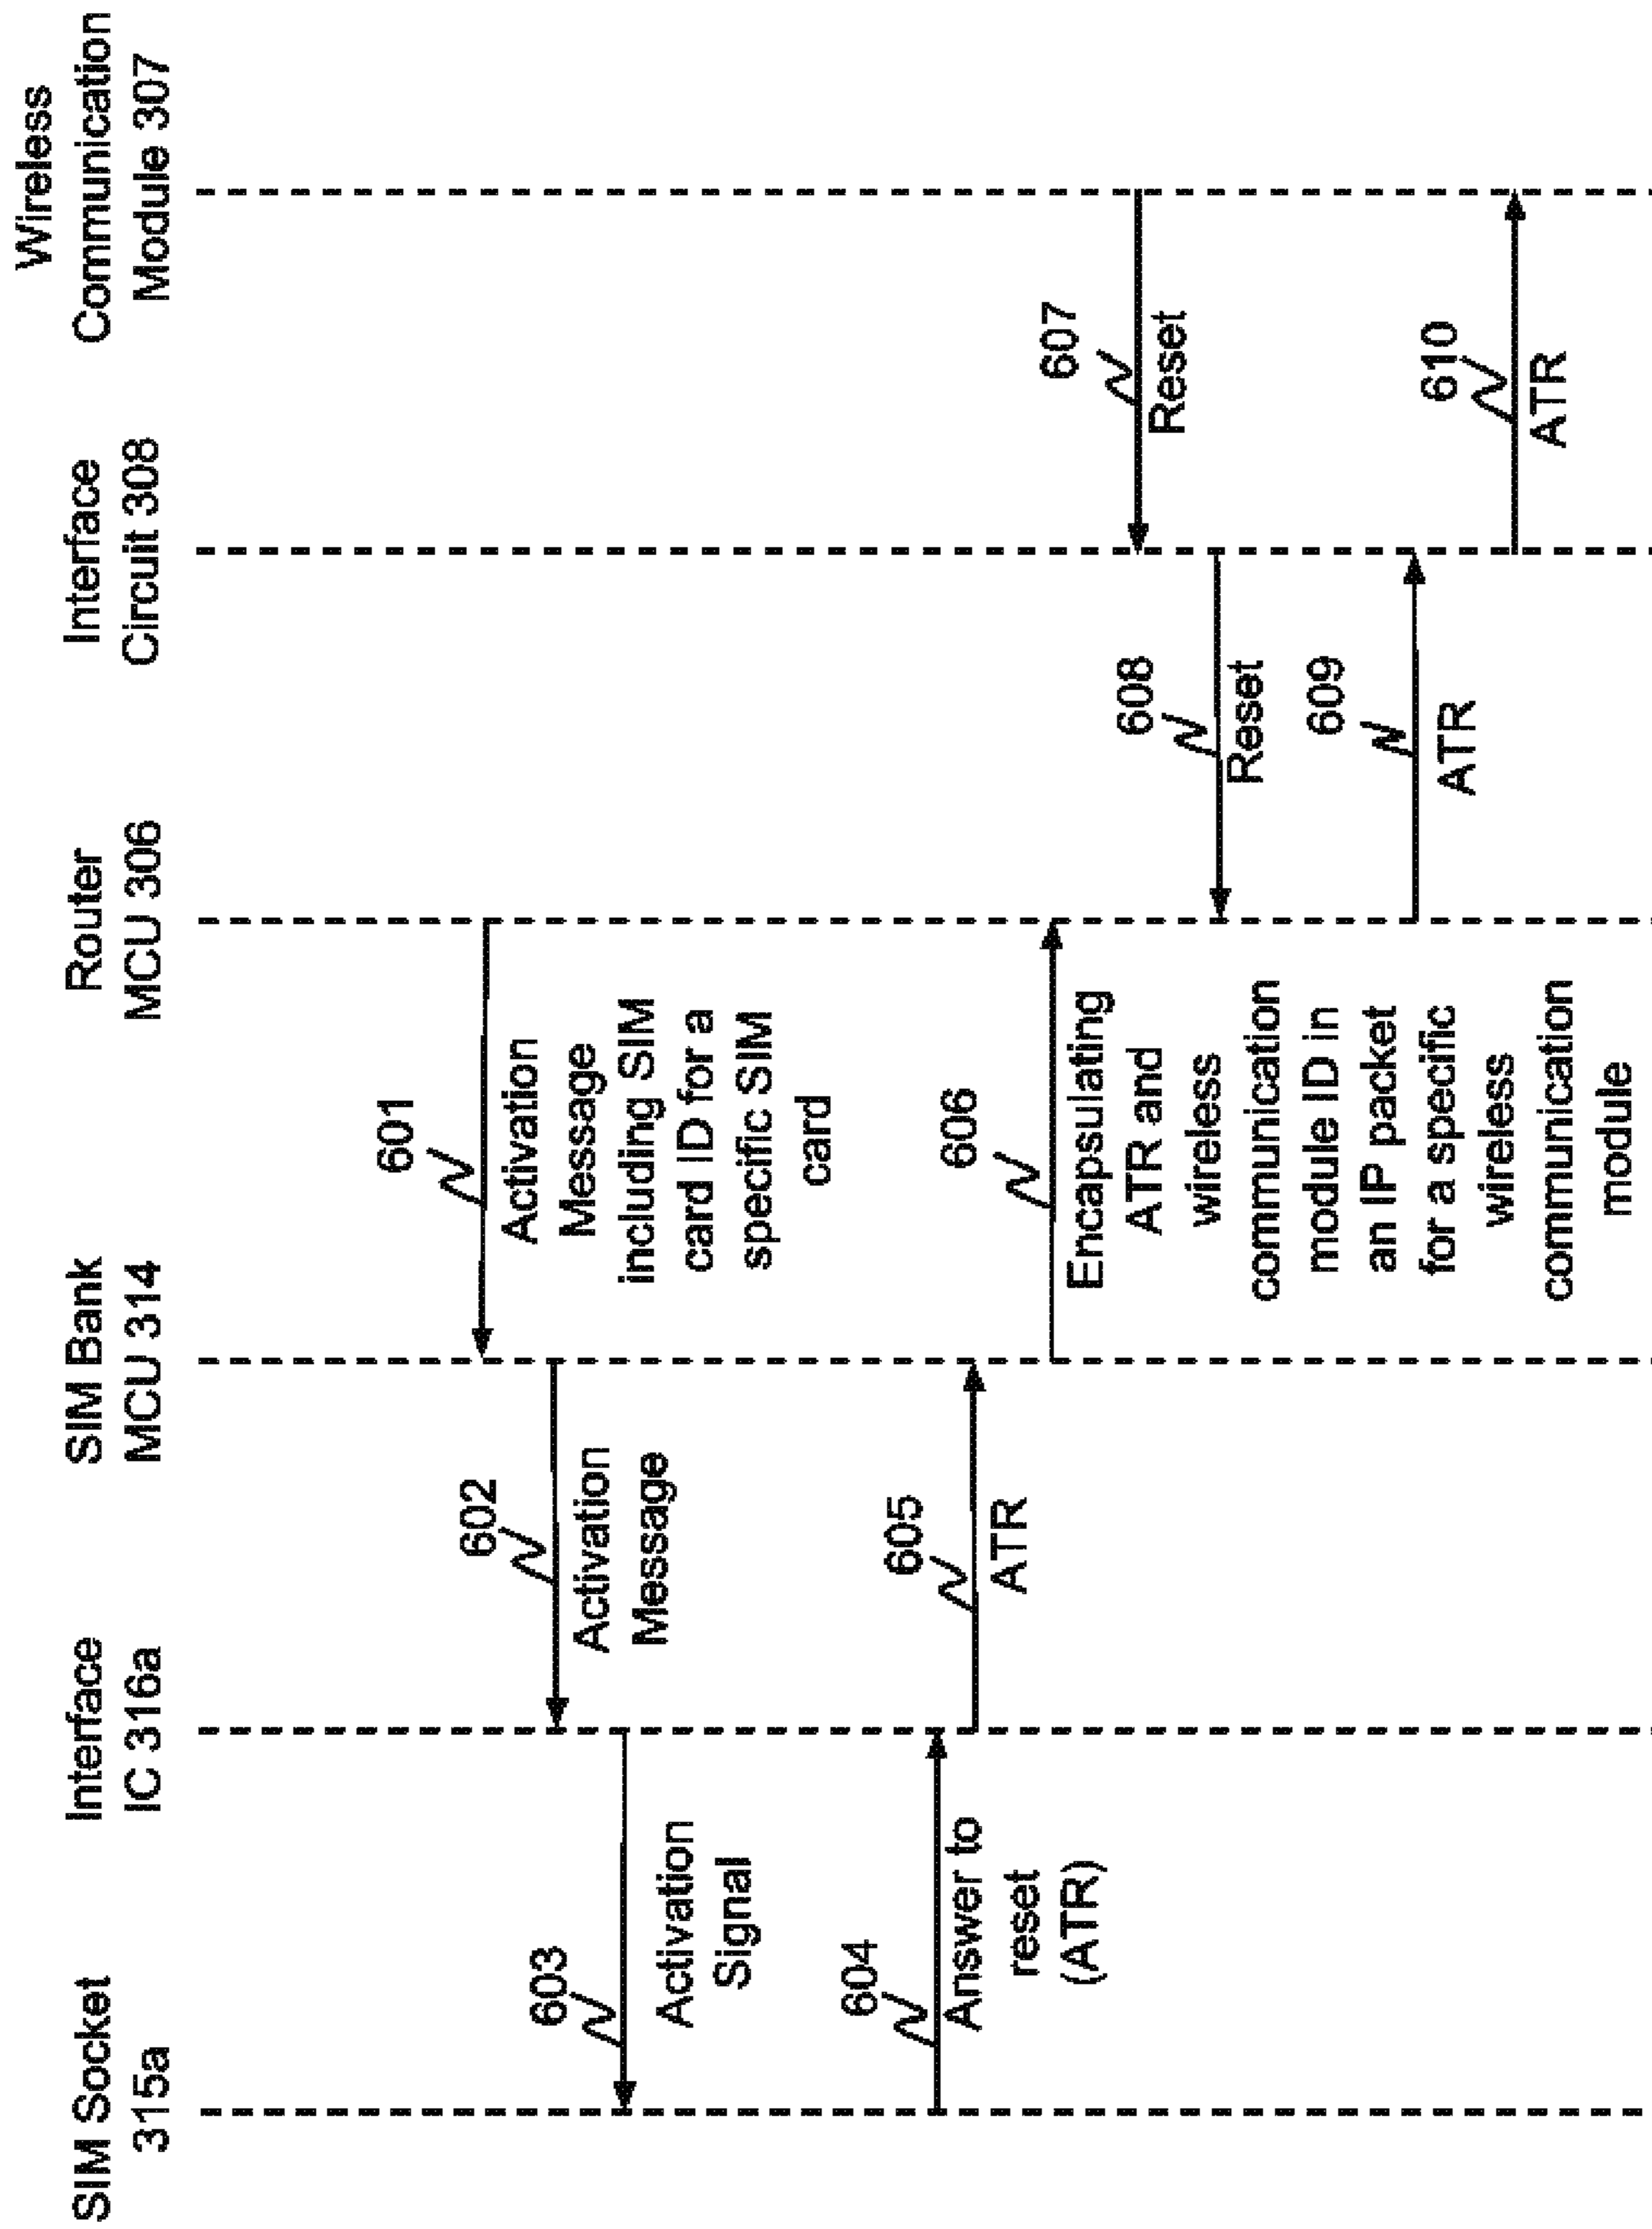 SIM Socket
315a
Interface
IC 316a
SIM Bank
MCU 314
Router
MCU 306
Interface
Circuit 308
Wireless
Communication
Module 307
601
Activation
Message
including SIM
card ID for a
specific SIM
card
602
Activation
Message
603
Activation
Signal
604
Answer to
reset
(ATR)
605
ATR
606
Encapsulating
ATR and
wireless
communication
module ID in
an IP packet
for a specific
wireless
communication
module
607
Reset
608
Reset
609
ATR
610
ATR